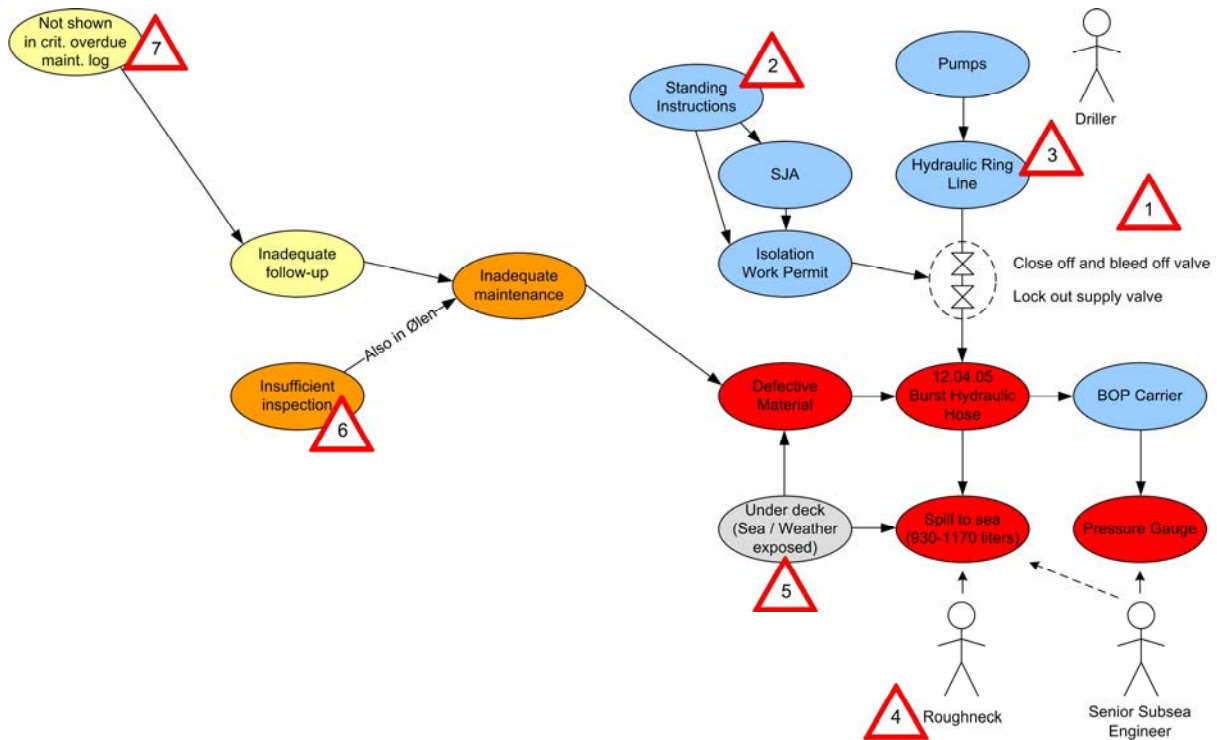 Not shown
in crit. overdue
maint. log
7
Standing
Instructions
2
Pumps
Driller
SJA
Hydraulic Ring
Line
3
1
Inadequate
follow-up
Inadequate
maintenance
Isolation
Work Permit
Close off and bleed off valve
Lock out supply valve
Also in Ølen
Insufficient
inspection
6
Defective
Material
12.04.05
Burst Hydraulic
Hose
BOP Carrier
Under deck
(Sea / Weather
exposed)
5
Spill to sea
(930-1170 liters)
Pressure Gauge
4
Roughneck
Senior Subsea
Engineer